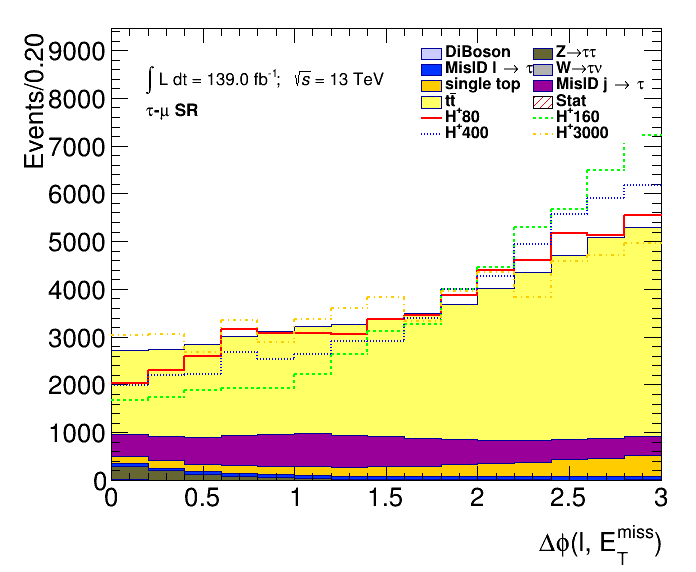 Events/0.20
9000
8000
7000
6000
5000
4000
3000
2000
1000
0
∫ L dt = 139.0 fb⁻¹; √s = 13 TeV
τ-μ SR
DiBoson
Z→ττ
MisID l → τ
W→τν
single top
MisID j → τ
tt̄
Stat
H⁺80
H⁺160
H⁺400
H⁺3000
0 0.5 1 1.5 2 2.5 3
Δϕ(l, E_T^miss)